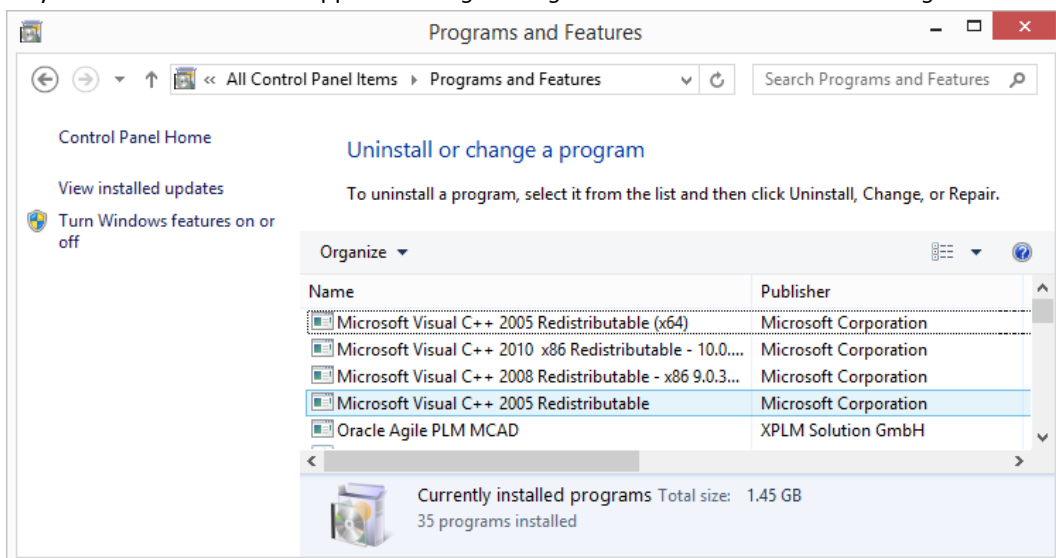 Programs and Features
« All Control Panel Items Programs and Features Search Programs and Features
Control Panel Home
Uninstall or change a program
View installed updates
To uninstall a program, select it from the list and then click Uninstall, Change, or Repair.
Turn Windows features on or
off
Organize
Name Publisher
Microsoft Visual C++ 2005 Redistributable (x64) Microsoft Corporation
Microsoft Visual C++ 2010 x86 Redistributable - 10.0.... Microsoft Corporation
Microsoft Visual C++ 2008 Redistributable - x86 9.0.3... Microsoft Corporation
Microsoft Visual C++ 2005 Redistributable Microsoft Corporation
Oracle Agile PLM MCAD XPLM Solution GmbH
Currently installed programs Total size: 1.45 GB
35 programs installed